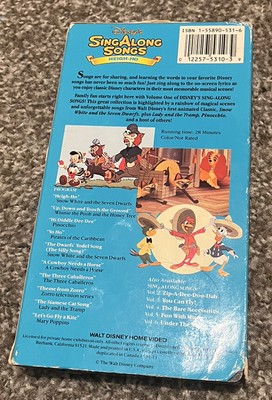 Disney's
SING ALONG
SONGS
HEIGH-HO
ISBN 1-55890-531-6
0 12257-53103 9
Songs are for sharing, and learning the words to your favorite Disney
songs has never been so much fun! Just sing along to the on-screen lyrics as
you enjoy classic Disney characters in their most memorable musical scenes.
Family fun starts right here with Volume One of DISNEY'S SING-ALONG
SONGS! This great collection is highlighted by a rainbow of magical scenes
and unforgettable songs from Walt Disney's first animated Classic, Snow
White and the Seven Dwarfs, plus Lady and the Tramp, Pinocchio,
and a host of others!
Running time: 28 Minutes
Color/Not Rated
PROGRAM
"Heigh-Ho"
Snow White and the Seven Dwarfs
"Up, Down and Touch the Ground"
Winnie the Pooh and the Honey Tree
"Hi Diddle Dee Dee"
Pinocchio
"Yo Ho"
Pirates of the Caribbean
"The Dwarfs' Yodel Song
(The Silly Song)"
Snow White and the Seven Dwarfs
"A Cowboy Needs a Horse"
A Cowboy Needs a Horse
"The Three Caballeros"
The Three Caballeros
"Theme from Zorro"
Zorro television series
"The Siamese Cat Song"
Lady and the Tramp
"Let's Go Fly a Kite"
Mary Poppins
Also Available
SING-ALONG SONGS:
Vol. 2 Zip-A-Dee-Doo-Dah
Vol. 3 You Can Fly!
Vol. 4 The Bare Necessities
Vol. 5 Fun With Music
Vol. 6 Under The Sea
WALT DISNEY HOME VIDEO
© The Walt Disney Company